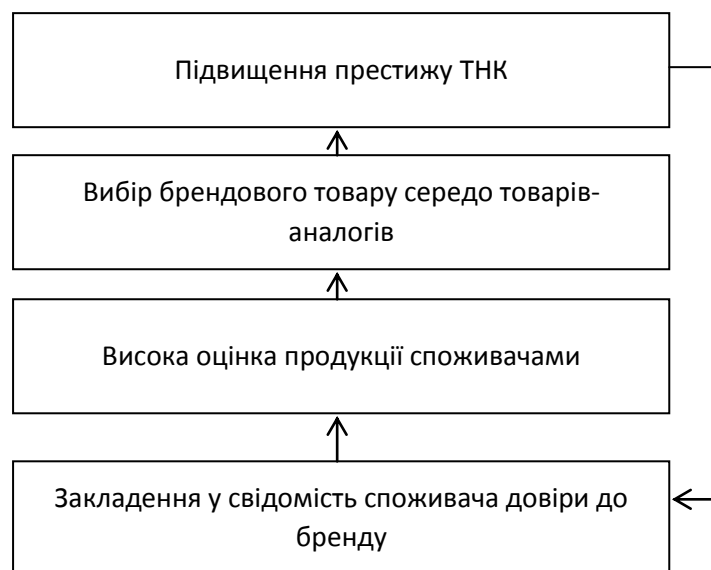 Підвищення престижу ТНК
Вибір брендового товару середо товарів-
аналогів
Висока оцінка продукції споживачами
Закладення у свідомість споживача довіри до
бренду